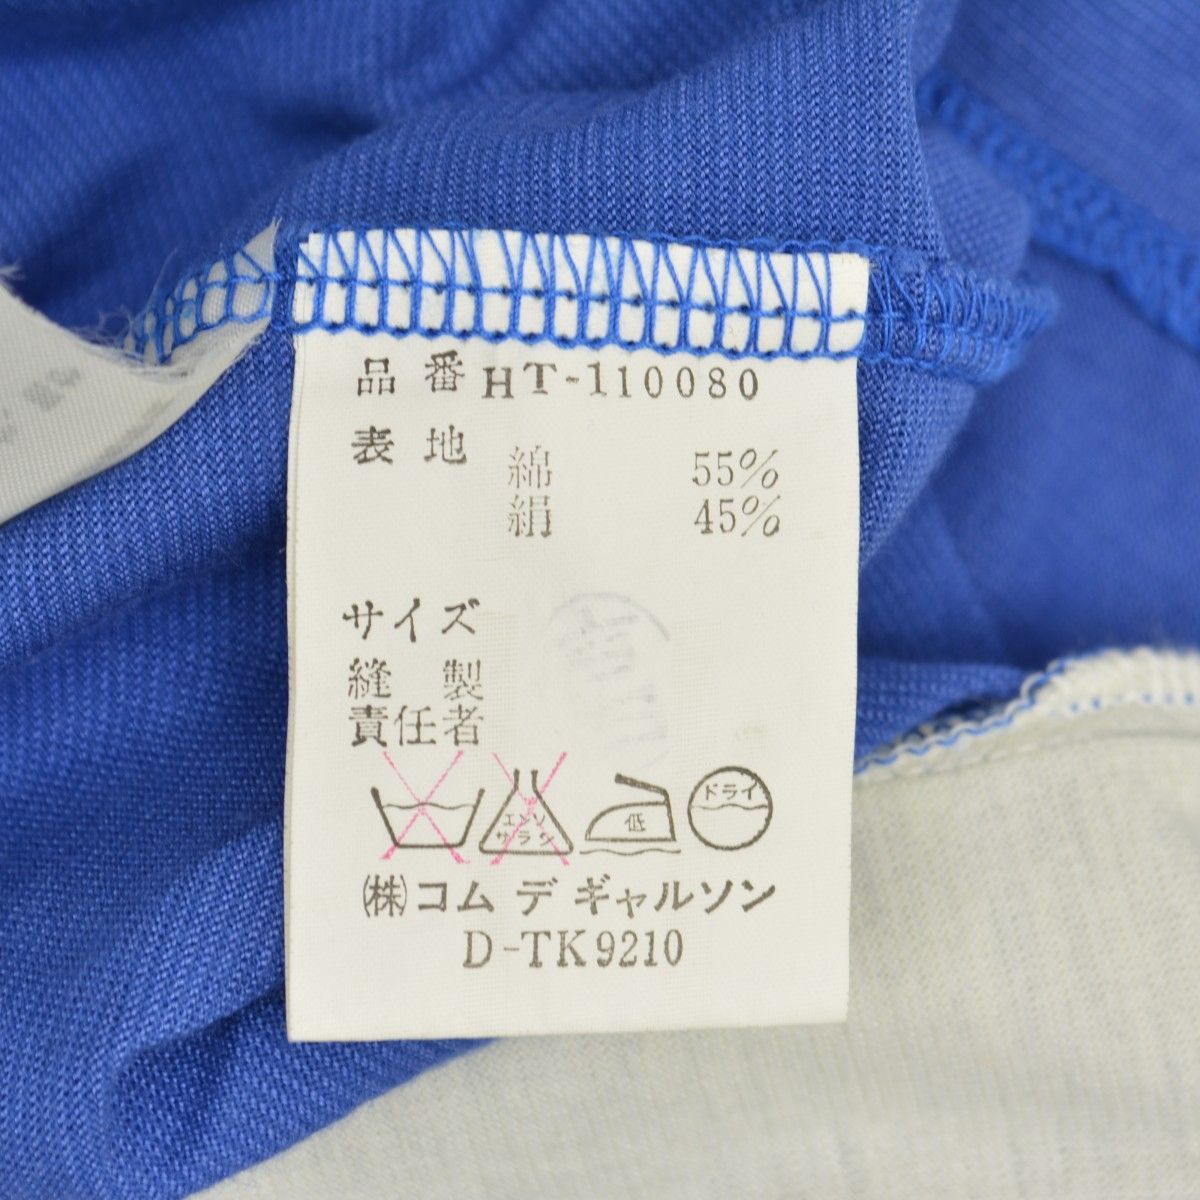 品番 HT-110080
表地
綿 55%
絹 45%
サイズ
縫製
責任者
エンソ
サラシ
低
ドライ
㈱コム デ ギャルソン
D-TK9210